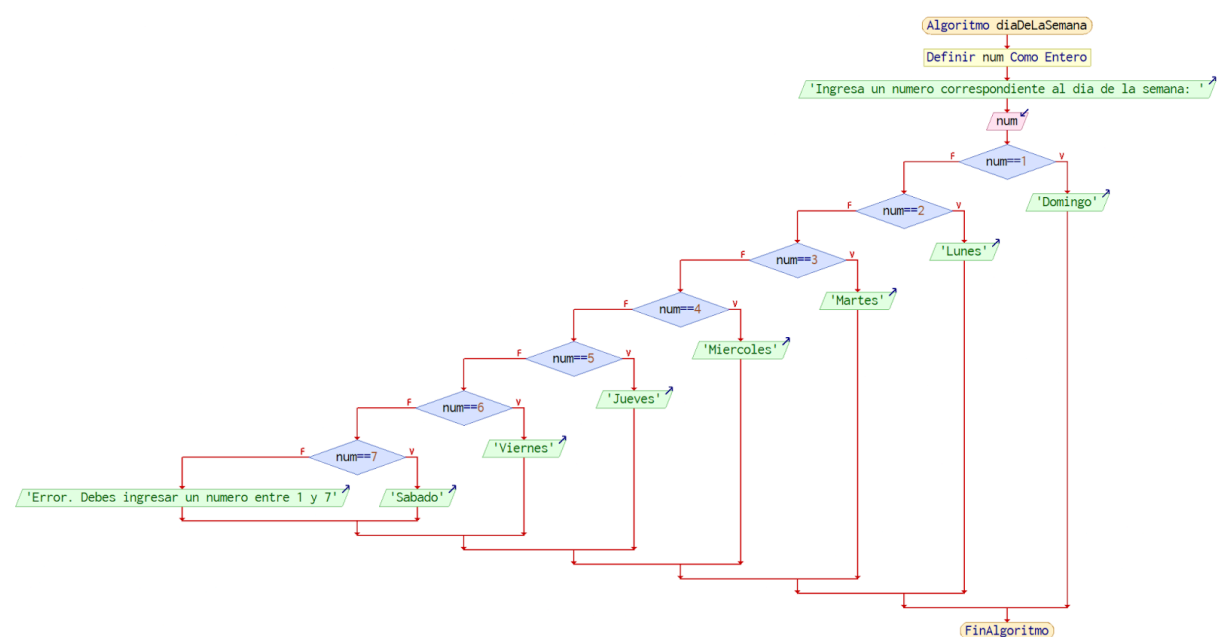 Algoritmo diaDeLaSemana
Definir num Como Entero
'Ingresa un numero correspondiente al dia de la semana: '
num
F num==1 V
'Domingo'
F num==2 V
'Lunes'
F num==3 V
'Martes'
F num==4 V
'Miercoles'
F num==5 V
'Jueves'
F num==6 V
'Viernes'
F num==7 V
'Error. Debes ingresar un numero entre 1 y 7' 'Sabado'
FinAlgoritmo